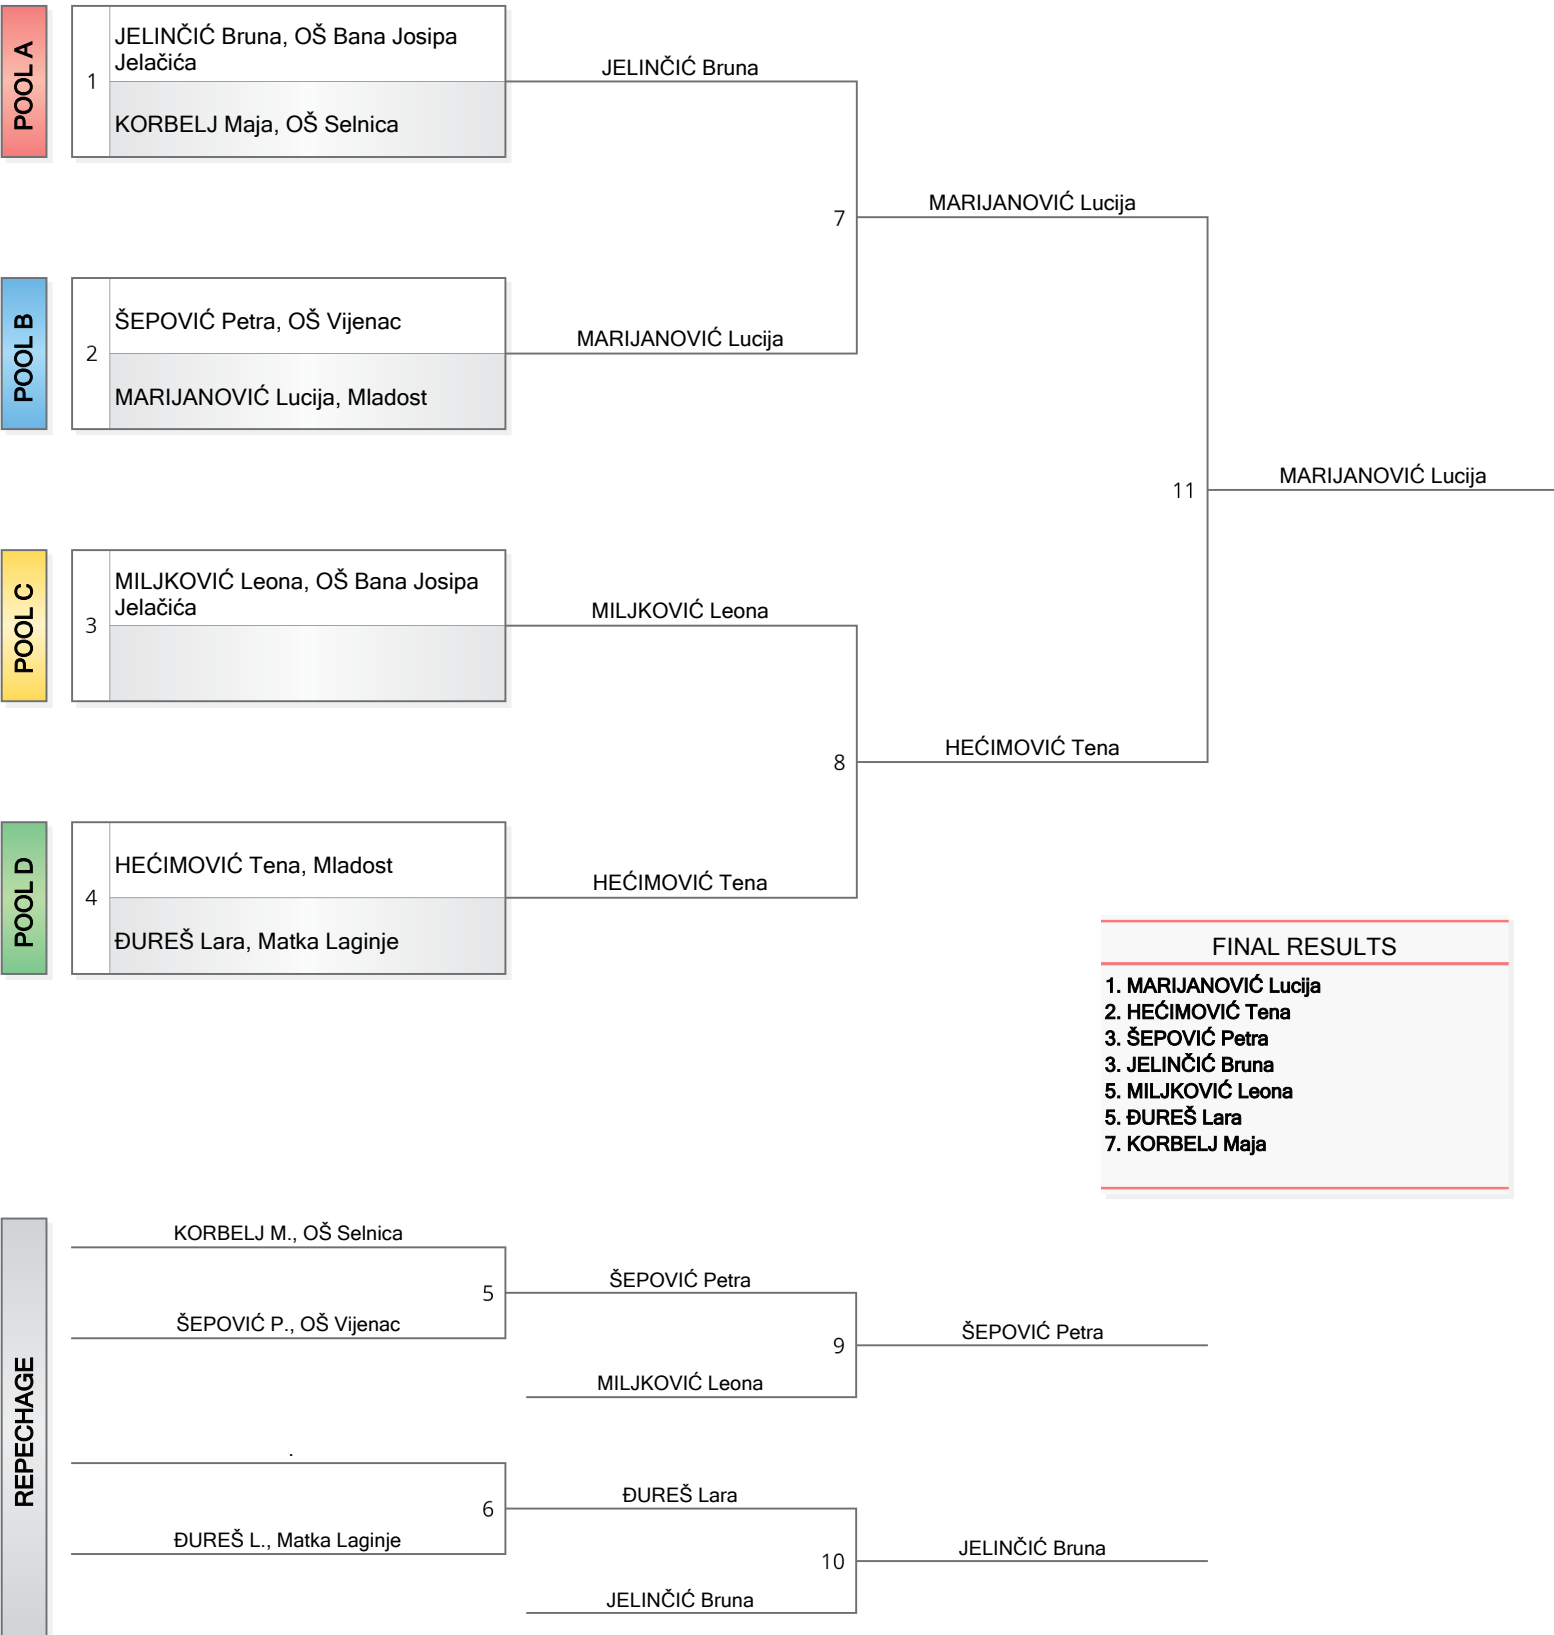 POOL A
1
JELINČIĆ Bruna, OŠ Bana Josipa
Jelačića
KORBELJ Maja, OŠ Selnica
JELINČIĆ Bruna
7
MARIJANOVIĆ Lucija
POOL B
2
ŠEPOVIĆ Petra, OŠ Vijenac
MARIJANOVIĆ Lucija, Mladost
MARIJANOVIĆ Lucija
11
MARIJANOVIĆ Lucija
POOL C
3
MILJKOVIĆ Leona, OŠ Bana Josipa
Jelačića
MILJKOVIĆ Leona
8
HEĆIMOVIĆ Tena
POOL D
4
HEĆIMOVIĆ Tena, Mladost
ĐUREŠ Lara, Matka Laginje
HEĆIMOVIĆ Tena
FINAL RESULTS
1. MARIJANOVIĆ Lucija
2. HEĆIMOVIĆ Tena
3. ŠEPOVIĆ Petra
3. JELINČIĆ Bruna
5. MILJKOVIĆ Leona
5. ĐUREŠ Lara
7. KORBELJ Maja
REPECHAGE
KORBELJ M., OŠ Selnica
5
ŠEPOVIĆ P., OŠ Vijenac
ŠEPOVIĆ Petra
9
MILJKOVIĆ Leona
ŠEPOVIĆ Petra
.
6
ĐUREŠ L., Matka Laginje
ĐUREŠ Lara
10
JELINČIĆ Bruna
JELINČIĆ Bruna